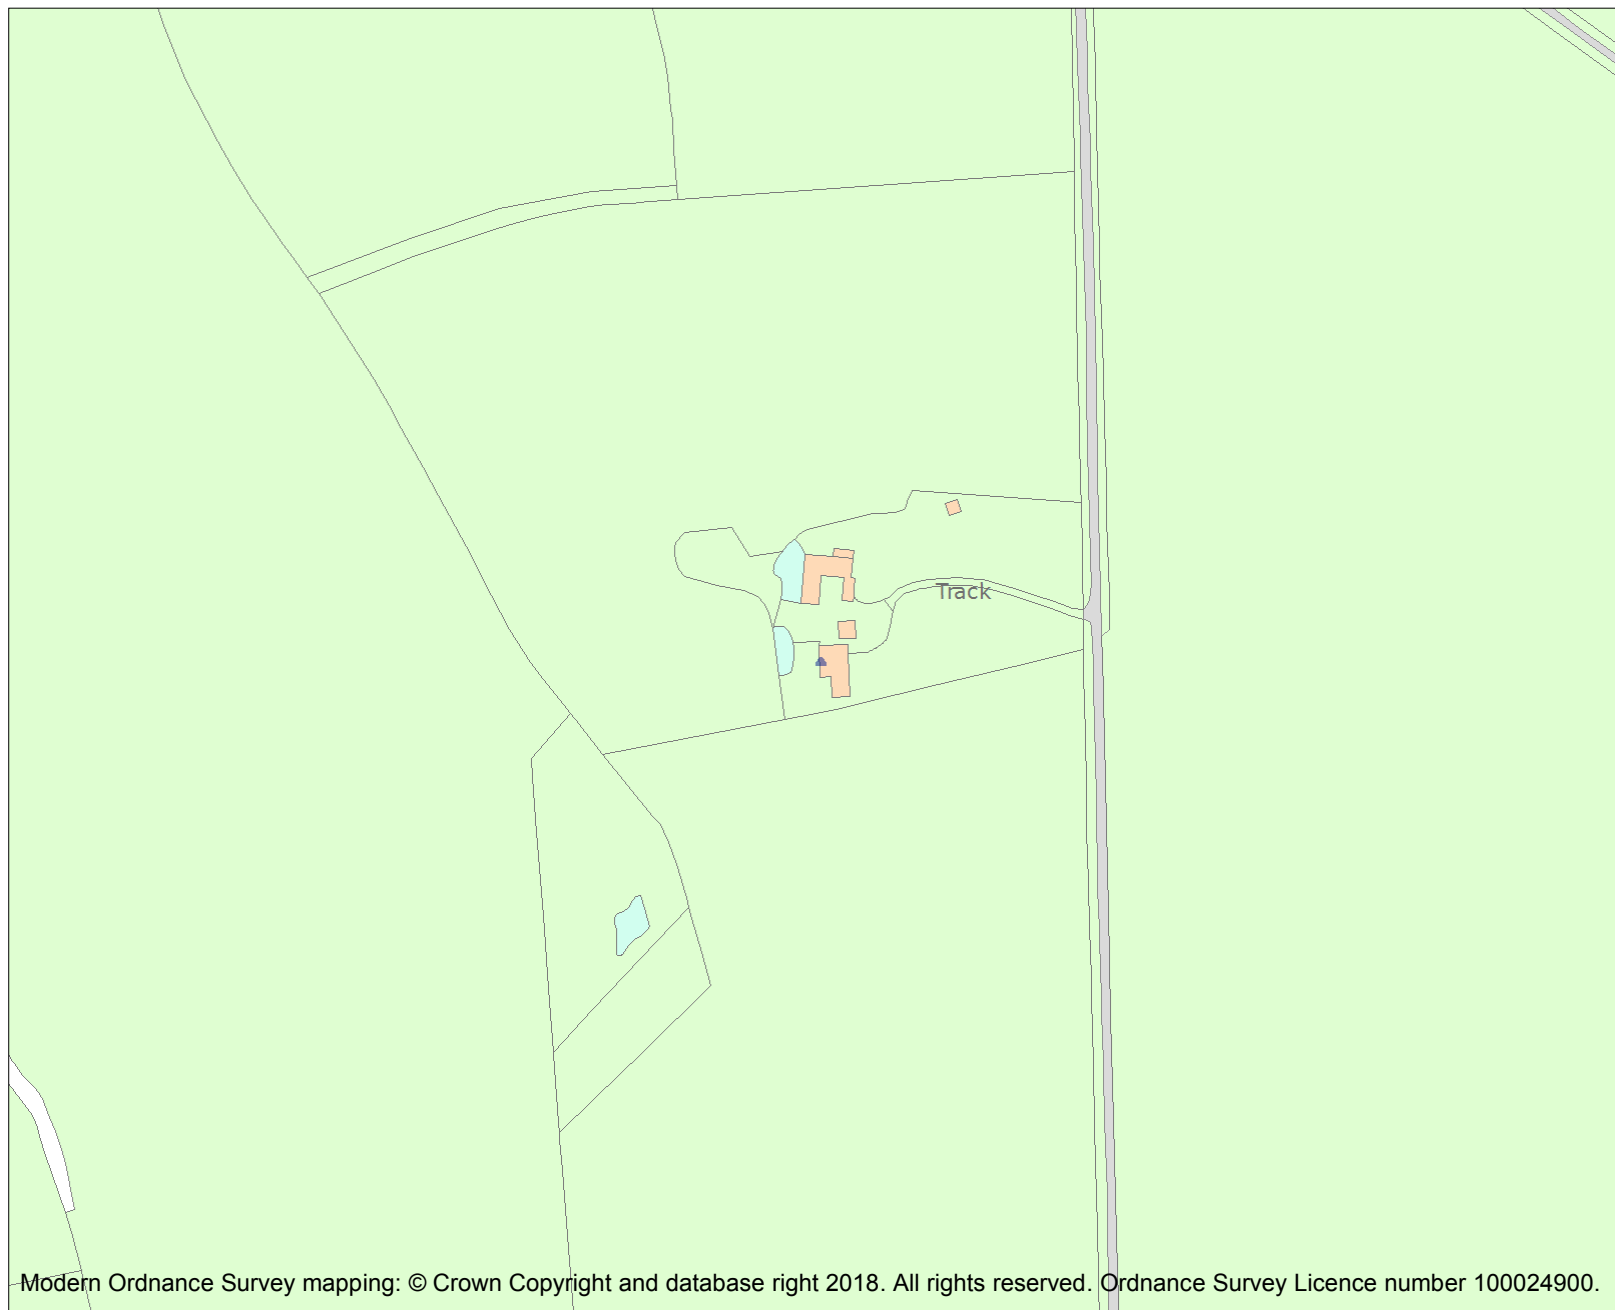 Track
Modern Ordnance Survey mapping: © Crown Copyright and database right 2018. All rights reserved. Ordnance Survey Licence number 100024900.